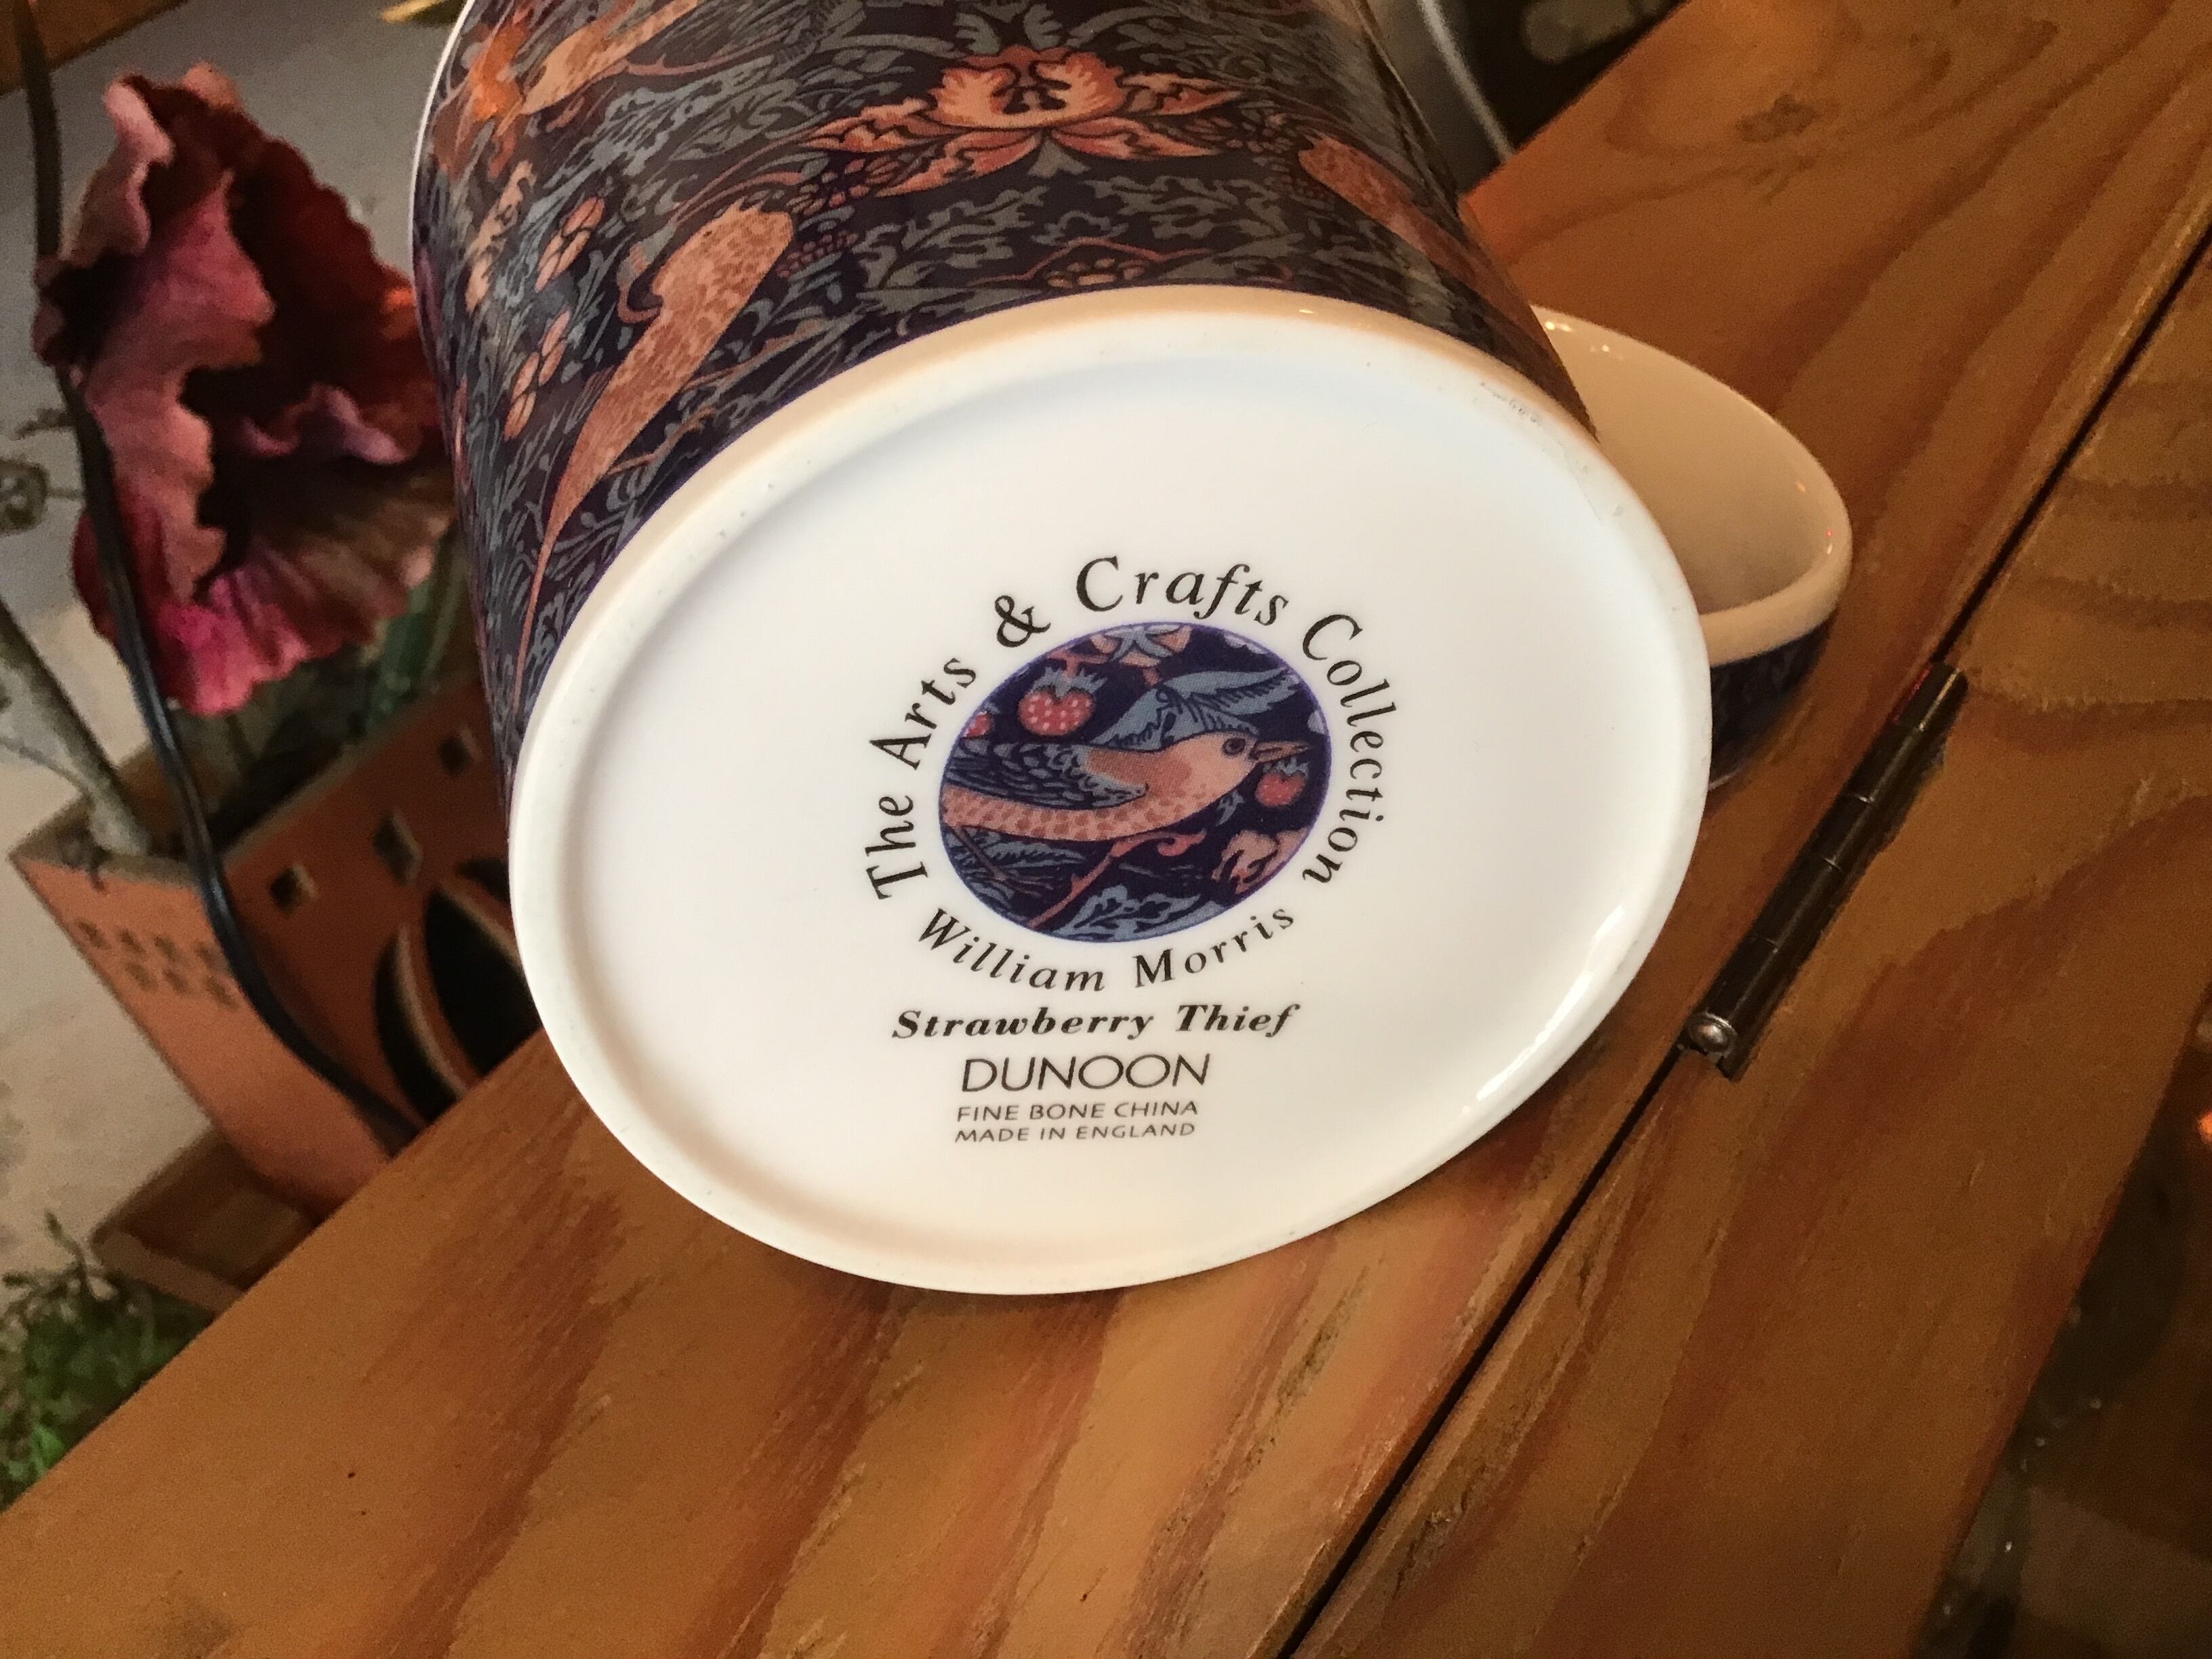 The Arts & Crafts Collection
William Morris
Strawberry Thief
DUNOON
FINE BONE CHINA
MADE IN ENGLAND